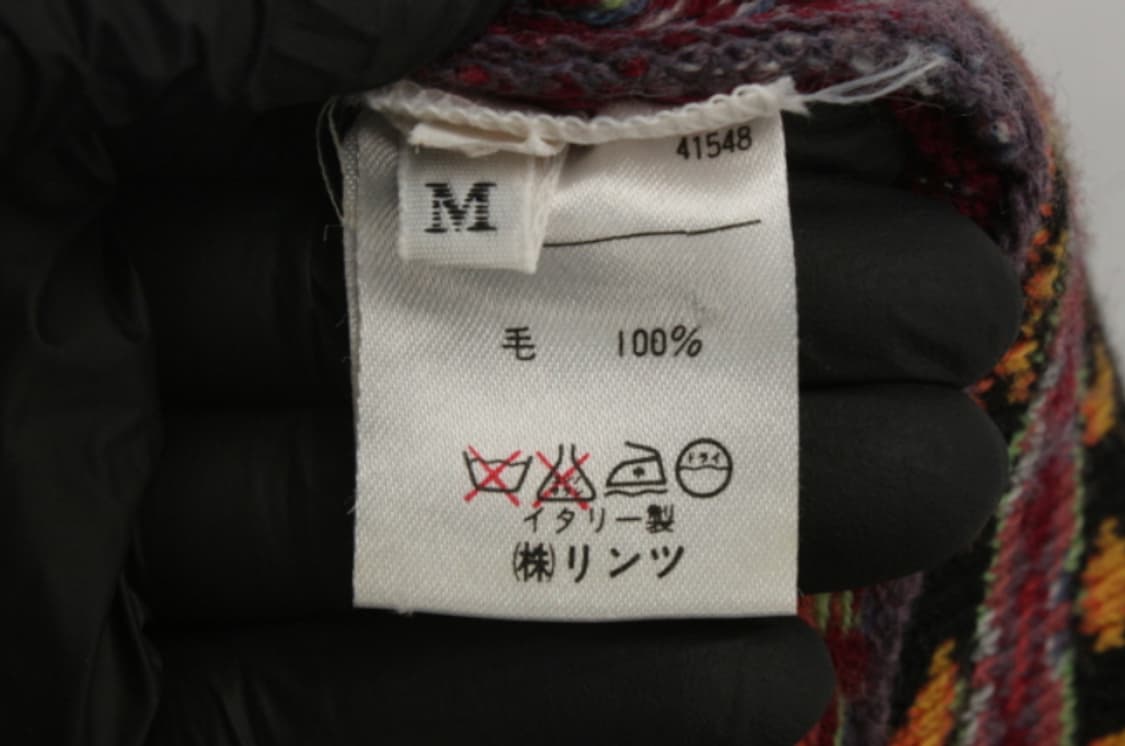 41548
M
毛 100%
ドライ
イタリー製
㈱リンツ